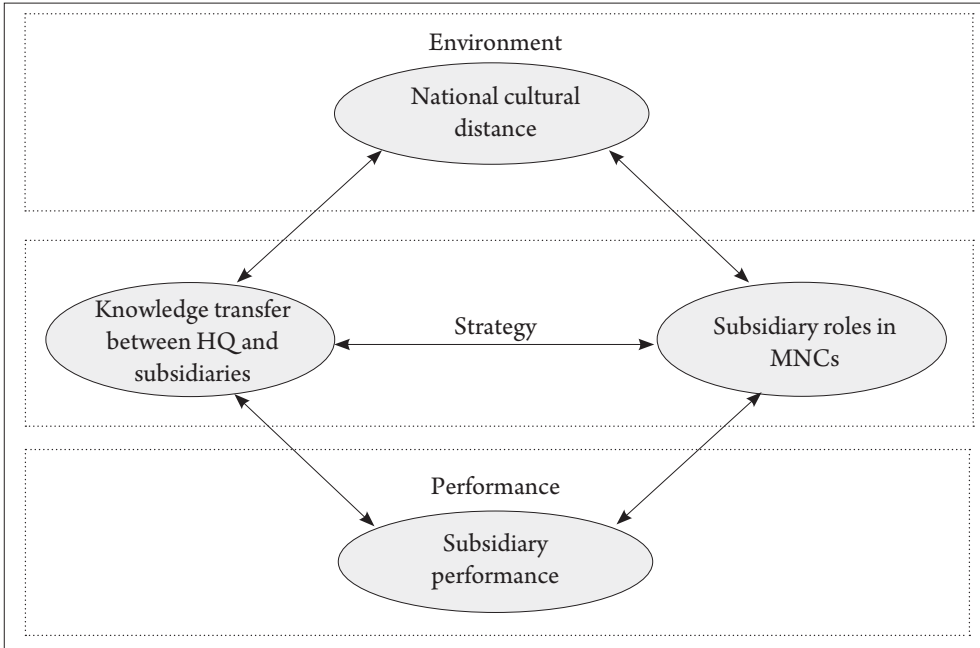 Environment
National cultural
distance
Knowledge transfer
between HQ and
subsidiaries
Strategy
Subsidiary roles in
MNCs
Performance
Subsidiary
performance